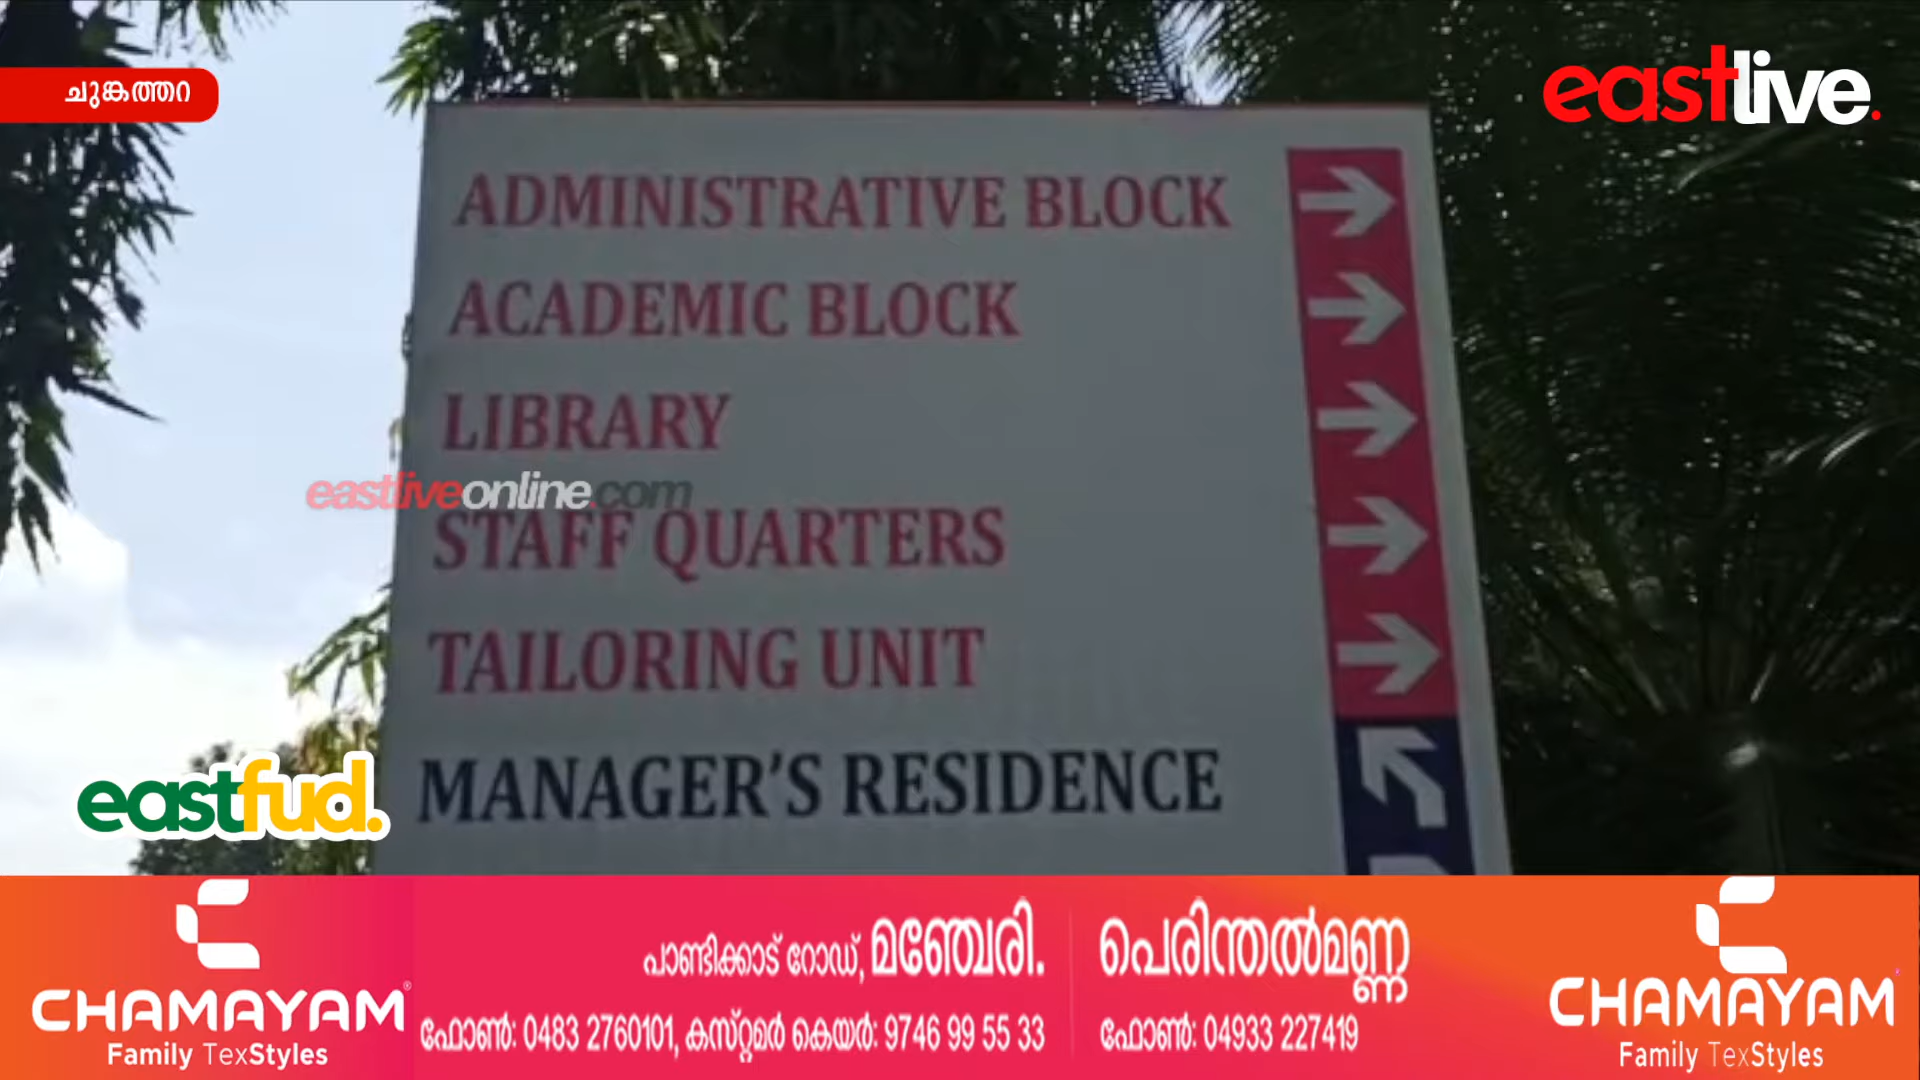 ചുങ്കത്തറ
eastlive.
ADMINISTRATIVE BLOCK
ACADEMIC BLOCK
LIBRARY
eastliveonline.com
STAFF QUARTERS
TAILORING UNIT
MANAGER'S RESIDENCE
eastfud.
CHAMAYAM®
Family TexStyles
പാണ്ടിക്കാട് റോഡ്, മഞ്ചേരി.
ഫോൺ: 0483 2760101, കസ്റ്റമർ കെയർ: 9746 99 55 33
പെരിന്തൽമണ്ണ
ഫോൺ: 04933 227419
CHAMAYAM
Family TexStyles